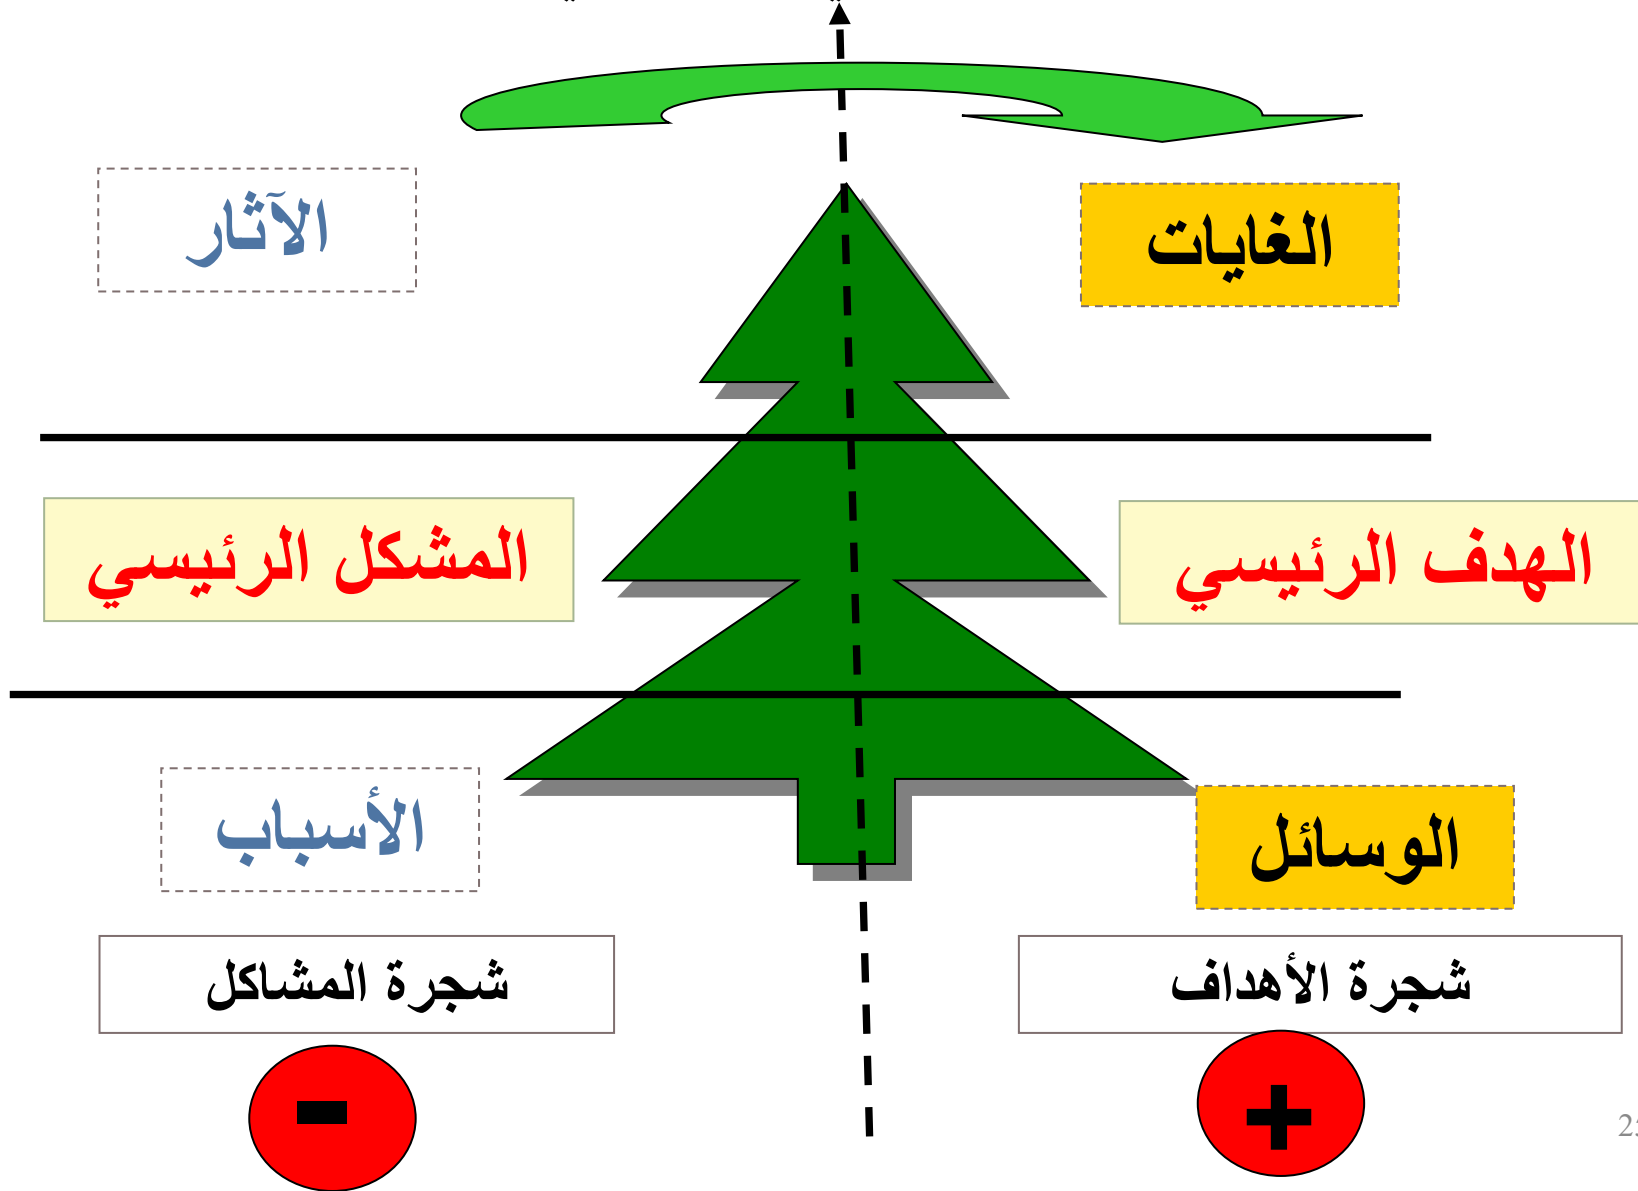 الغايات
الآثار
الهدف الرئيسي
المشكل الرئيسي
الوسائل
الأسباب
شجرة الأهداف
شجرة المشاكل
+
-